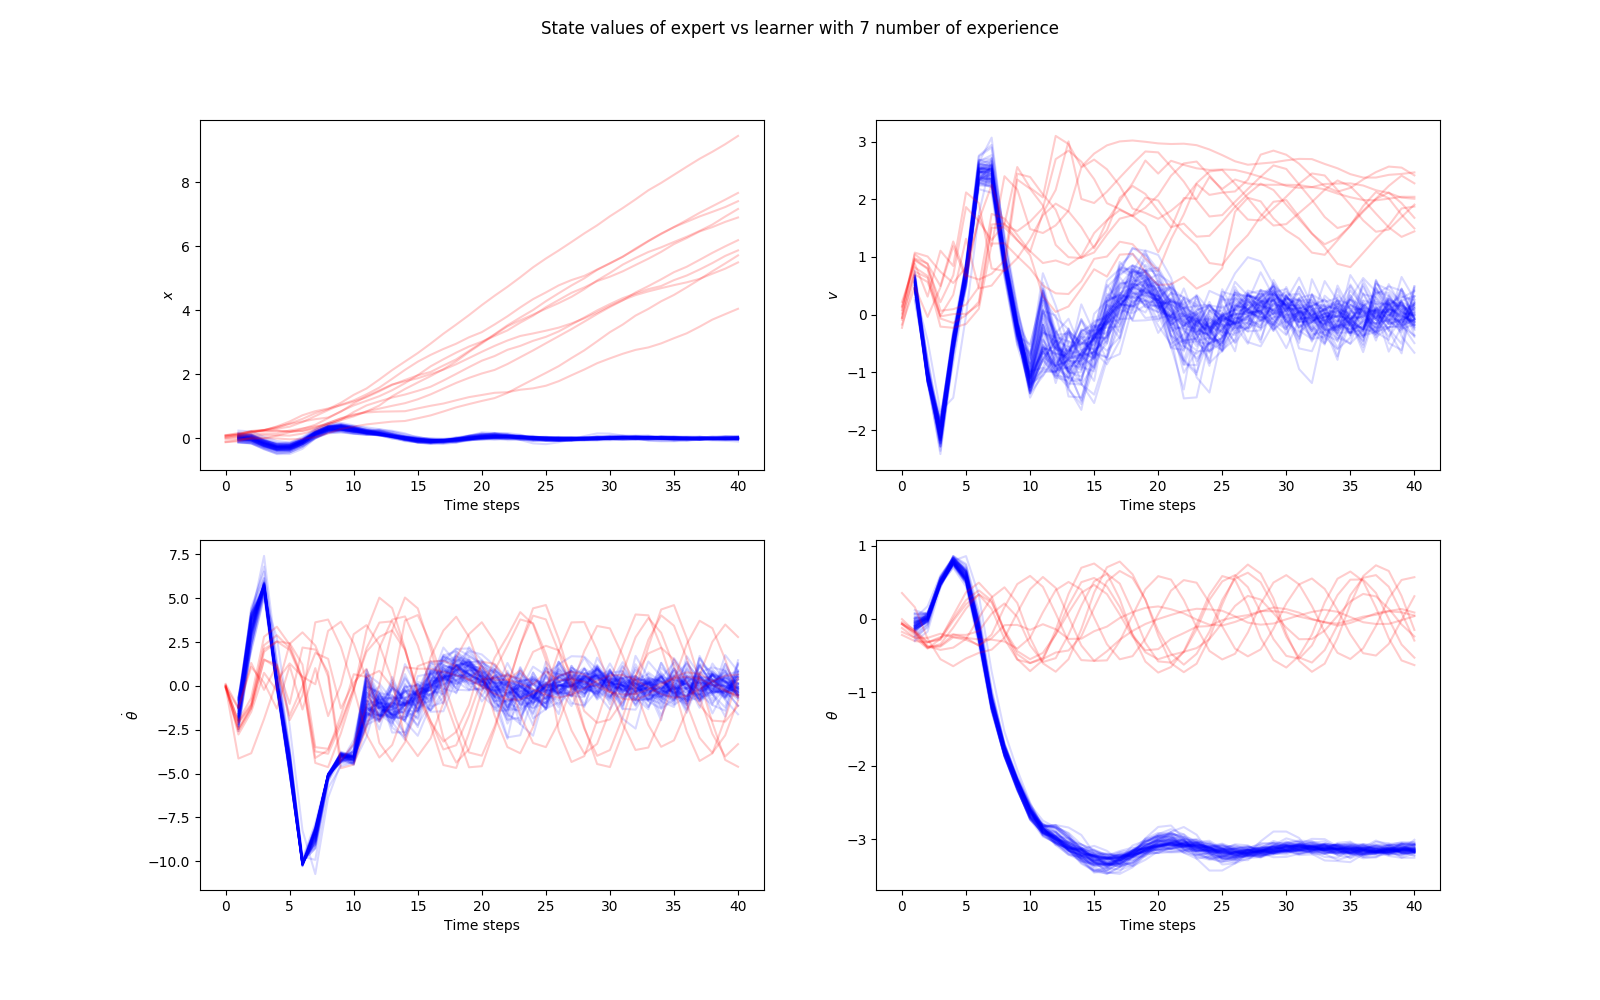 State values of expert vs learner with 7 number of experience
8
6
4
2
0
x
0 5 10 15 20 25 30 35 40
Time steps
3
2
1
0
−1
−2
v
0 5 10 15 20 25 30 35 40
Time steps
7.5
5.0
2.5
0.0
−2.5
−5.0
−7.5
−10.0
θ̇
0 5 10 15 20 25 30 35 40
Time steps
1
0
−1
−2
−3
θ
0 5 10 15 20 25 30 35 40
Time steps